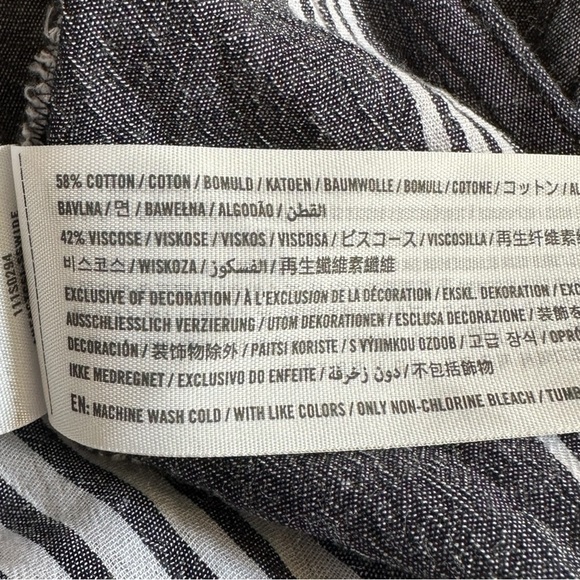 58% COTTON / COTON / BOMULD / KATOEN / BAUMWOLLE / BOMULL / COTONE / コットン / AL
BAVLNA / 면 / BAWEŁNA / ALGODÃO / القطن
42% VISCOSE / VISKOSE / VISKOS / VISCOSA / ビスコース / VISCOSILLA / 再生纤维素
비스코스 / WISKOZA / الفسكوز / 再生纖維素纖維
EXCLUSIVE OF DECORATION / À L'EXCLUSION DE LA DÉCORATION / EKSKL. DEKORATION / EXC
AUSSCHLIESSLICH VERZIERUNG / UTOM DEKORATIONEN / ESCLUSA DECORAZIONE / 装飾を
DECORACIÓN / 装饰物除外 / PAITSI KORISTE / S VÝJIMKOU OZDOB / 고급 장식 / OPRÓ
IKKE MEDREGNET / EXCLUSIVO DO ENFEITE / دون زخرفة / 不包括飾物
EN: MACHINE WASH COLD / WITH LIKE COLORS / ONLY NON-CHLORINE BLEACH / TUMB
111S029A